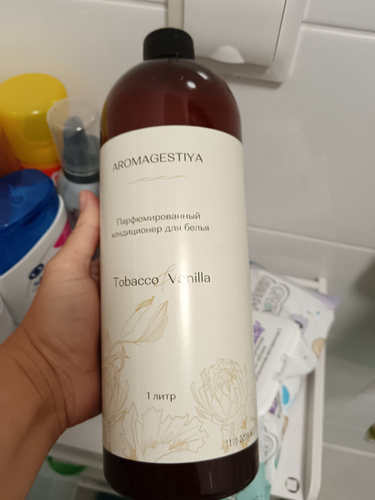 AROMAGESTIYA
Парфюмированный
кондиционер для белья
Tobacco Vanilla
1 литр